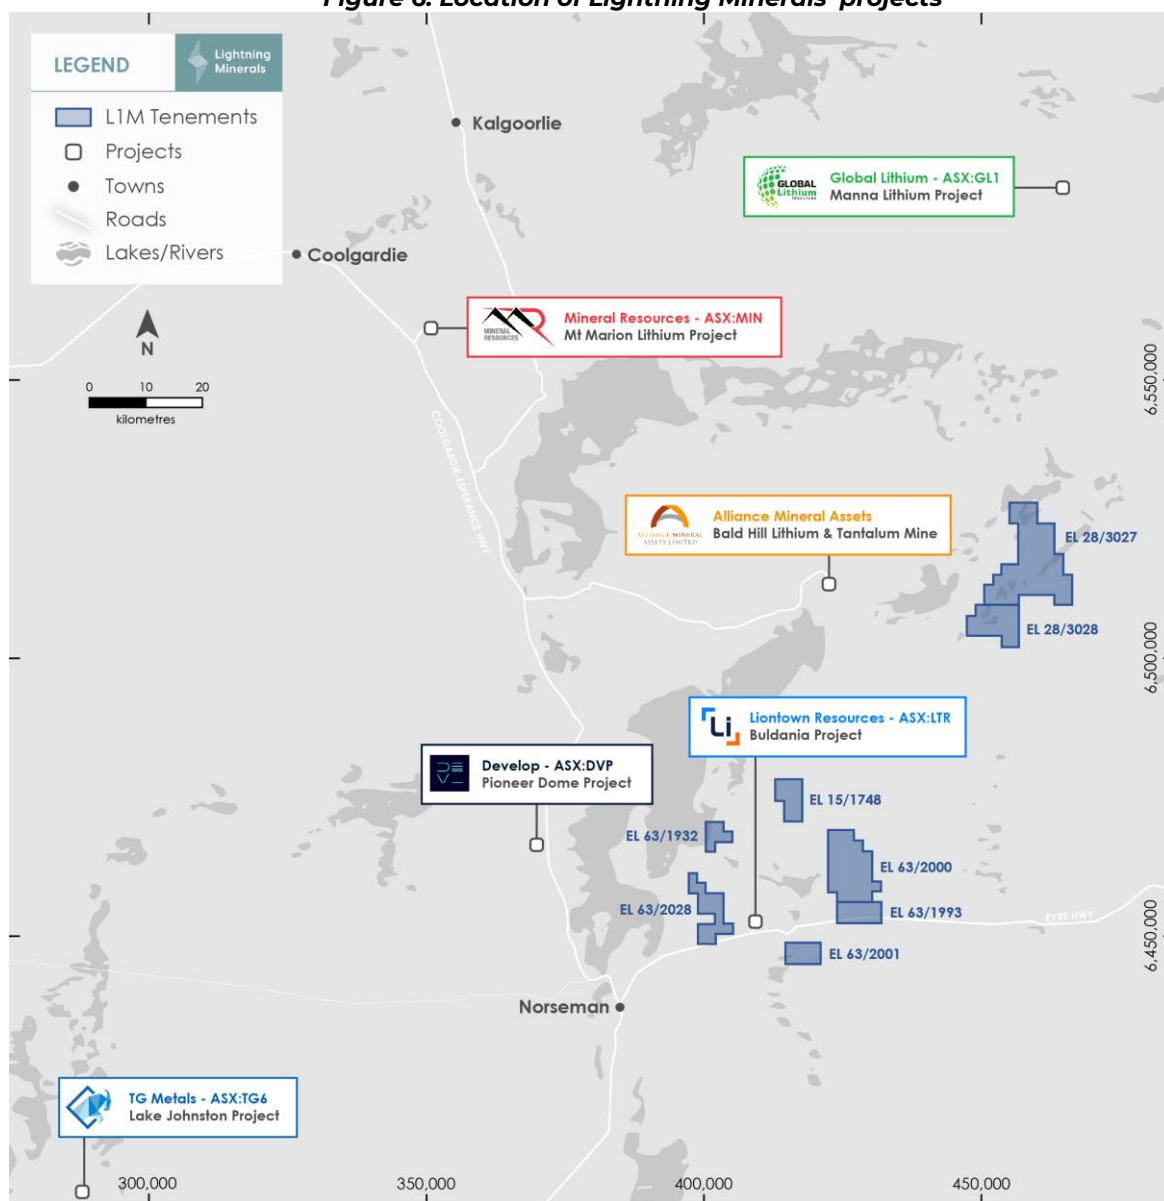 Figure 6. Location of Lightning Minerals' projects
LEGEND
Lightning
Minerals
L1M Tenements
Projects
Towns
Roads
Lakes/Rivers
N
0 10 20
kilometres
Kalgoorlie
Coolgardie
GLOBAL
Lithium
Global Lithium - ASX:GL1
Manna Lithium Project
MINERAL
RESOURCES
Mineral Resources - ASX:MIN
Mt Marion Lithium Project
COOLGARDIE-ESPERANCE HWY
6,550,000
ALLIANCE MINERAL
ASSETS LIMITED
Alliance Mineral Assets
Bald Hill Lithium & Tantalum Mine
EL 28/3027
EL 28/3028
6,500,000
Li
Liontown Resources - ASX:LTR
Buldania Project
Develop - ASX:DVP
Pioneer Dome Project
EL 15/1748
EL 63/1932
EL 63/2000
EL 63/2028
EL 63/1993
EYRE HWY
6,450,000
EL 63/2001
Norseman
TG Metals - ASX:TG6
Lake Johnston Project
300,000
350,000
400,000
450,000